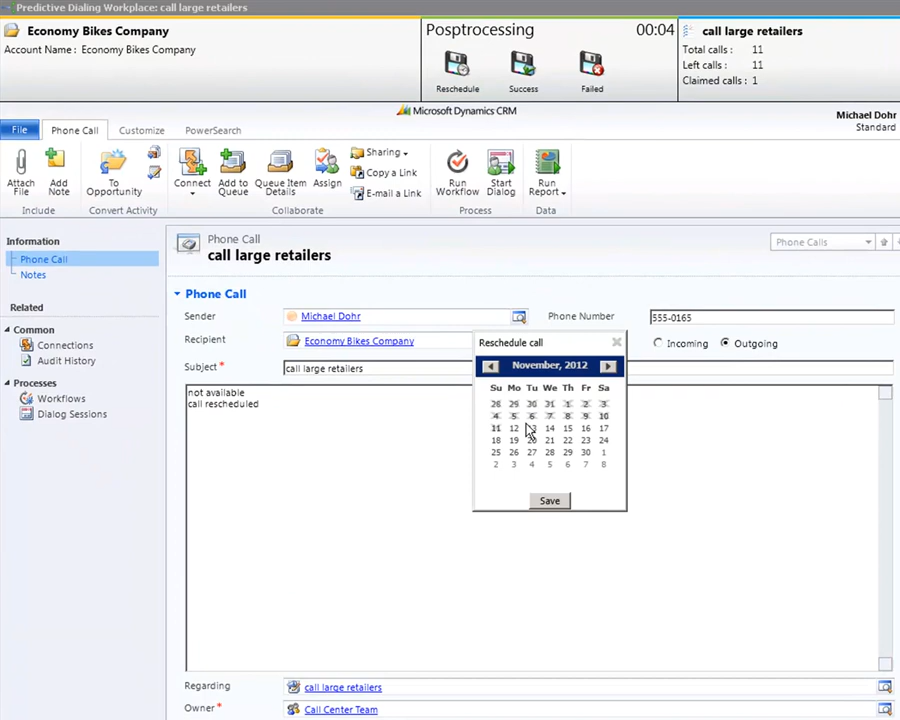 Predictive Dialing Workplace: call large retailers
Economy Bikes Company
Account Name : Economy Bikes Company
Posptrocessing 00:04
Reschedule Success Failed
call large retailers
Total calls : 11
Left calls : 11
Claimed calls : 1
Microsoft Dynamics CRM
Michael Dohr
Standard
File Phone Call Customize PowerSearch
Attach File
Add Note
To Opportunity
Connect
Add to Queue
Queue Item Details
Assign
Sharing
Copy a Link
E-mail a Link
Run Workflow
Start Dialog
Run Report
Include Convert Activity Collaborate Process Data
Information
Phone Call
Notes
Related
Common
Connections
Audit History
Processes
Workflows
Dialog Sessions
Phone Call
call large retailers
Phone Calls
Phone Call
Sender Michael Dohr Phone Number 555-0165
Recipient Economy Bikes Company Incoming Outgoing
Subject * call large retailers
not available
call rescheduled
Reschedule call
November, 2012
Su Mo Tu We Th Fr Sa
28 29 30 31 1 2 3
4 5 6 7 8 9 10
11 12 13 14 15 16 17
18 19 20 21 22 23 24
25 26 27 28 29 30 1
2 3 4 5 6 7 8
Save
Regarding call large retailers
Owner * Call Center Team